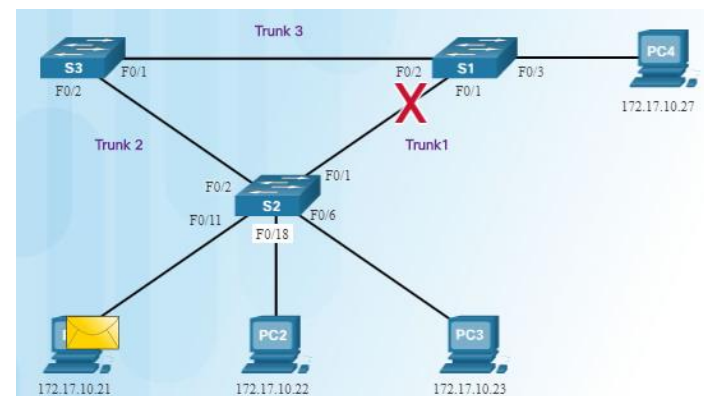 Trunk 3
S3
F0/1
F0/2
F0/2
S1
F0/3
F0/1
PC4
172.17.10.27
Trunk 2
Trunk1
F0/2
F0/1
S2
F0/11
F0/18
F0/6
PC2
PC3
172.17.10.21
172.17.10.22
172.17.10.23